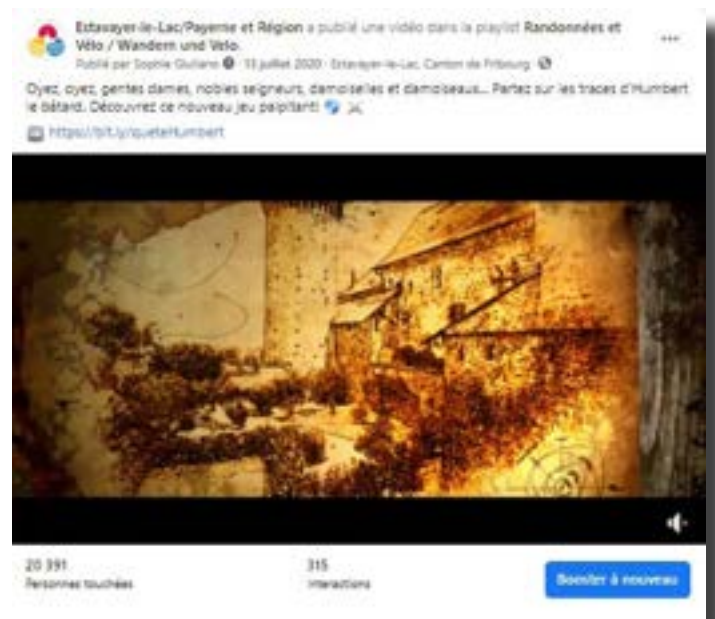 Estavayer-le-Lac/Payerne et Région a publié une vidéo dans la playlist Randonnées et
Vélo / Wandern und Velo.
Publié par Sophie Giuliano · 13 juillet 2020 · Estavayer-le-Lac, Canton de Fribourg ·
Oyez, oyez, gentes dames, nobles seigneurs, damoiselles et damoiseaux... Partez sur les traces d'Humbert
le bâtard. Découvrez ce nouveau jeu palpitant!
https://bit.ly/queteHumbert
20 391
315
Personnes touchées
Interactions
Booster à nouveau